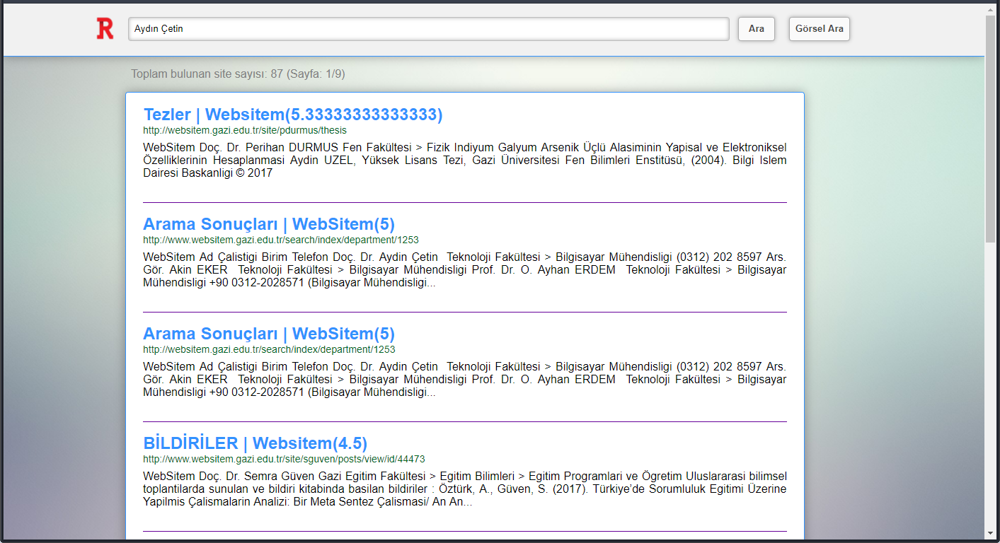 R
Aydın Çetin
Ara
Görsel Ara
Toplam bulunan site sayısı: 87 (Sayfa: 1/9)
Tezler | Websitem(5.33333333333333)
http://websitem.gazi.edu.tr/site/pdurmus/thesis
WebSitem Doç. Dr. Perihan DURMUS Fen Fakültesi > Fizik Indiyum Galyum Arsenik Üçlü Alasiminin Yapisal ve Elektroniksel
Özelliklerinin Hesaplanmasi Aydin UZEL, Yüksek Lisans Tezi, Gazi Üniversitesi Fen Bilimleri Enstitüsü, (2004). Bilgi Islem
Dairesi Baskanligi © 2017
Arama Sonuçları | WebSitem(5)
http://www.websitem.gazi.edu.tr/search/index/department/1253
WebSitem Ad Çalistigi Birim Telefon Doç. Dr. Aydin Çetin  Teknoloji Fakültesi > Bilgisayar Mühendisligi (0312) 202 8597 Ars.
Gör. Akin EKER  Teknoloji Fakültesi > Bilgisayar Mühendisligi Prof. Dr. O. Ayhan ERDEM  Teknoloji Fakültesi > Bilgisayar
Mühendisligi +90 0312-2028571 (Bilgisayar Mühendisligi...
Arama Sonuçları | WebSitem(5)
http://websitem.gazi.edu.tr/search/index/department/1253
WebSitem Ad Çalistigi Birim Telefon Doç. Dr. Aydin Çetin  Teknoloji Fakültesi > Bilgisayar Mühendisligi (0312) 202 8597 Ars.
Gör. Akin EKER  Teknoloji Fakültesi > Bilgisayar Mühendisligi Prof. Dr. O. Ayhan ERDEM  Teknoloji Fakültesi > Bilgisayar
Mühendisligi +90 0312-2028571 (Bilgisayar Mühendisligi...
BİLDİRİLER | Websitem(4.5)
http://www.websitem.gazi.edu.tr/site/sguven/posts/view/id/44473
WebSitem Doç. Dr. Semra Güven Gazi Egitim Fakültesi > Egitim Bilimleri > Egitim Programlari ve Ögretim Uluslararasi bilimsel
toplantilarda sunulan ve bildiri kitabinda basilan bildiriler : Öztürk, A., Güven, S. (2017). Türkiye’de Sorumluluk Egitimi Üzerine
Yapilmis Çalismalarin Analizi: Bir Meta Sentez Çalismasi/ An An...